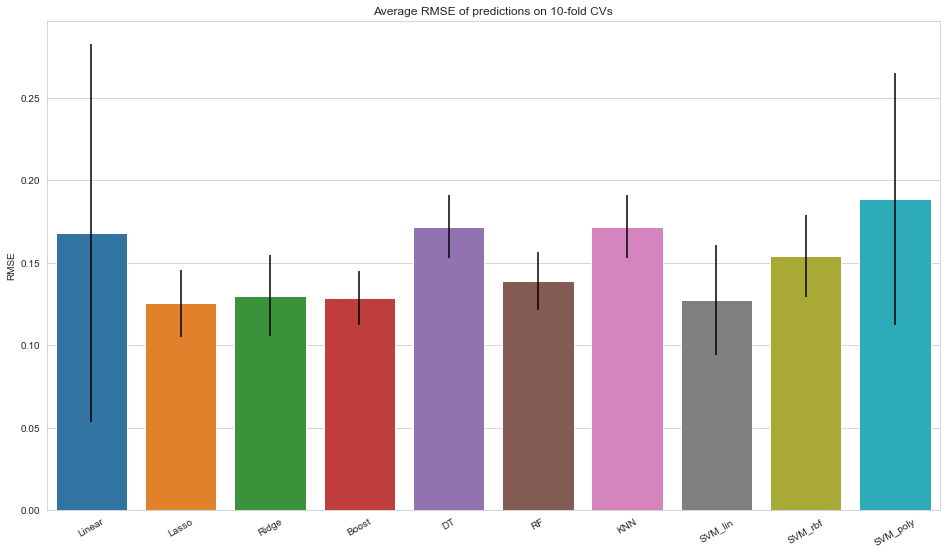 Average RMSE of predictions on 10-fold CVs
RMSE
0.25
0.20
0.15
0.10
0.05
0.00
Linear
Lasso
Ridge
Boost
DT
RF
KNN
SVM_lin
SVM_rbf
SVM_poly